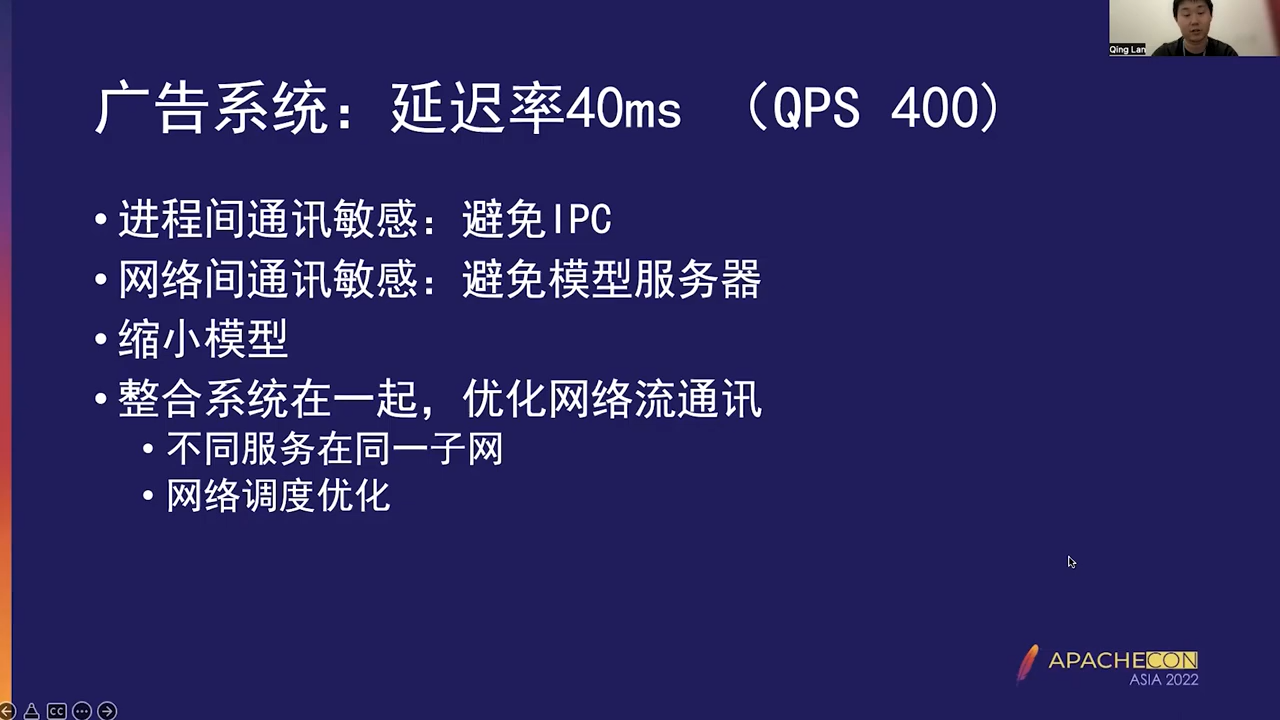 Qing Lan
广告系统：延迟率40ms （QPS 400）
• 进程间通讯敏感：避免IPC
• 网络间通讯敏感：避免模型服务器
• 缩小模型
• 整合系统在一起，优化网络流通讯
• 不同服务在同一子网
• 网络调度优化
APACHECON
ASIA 2022
CC